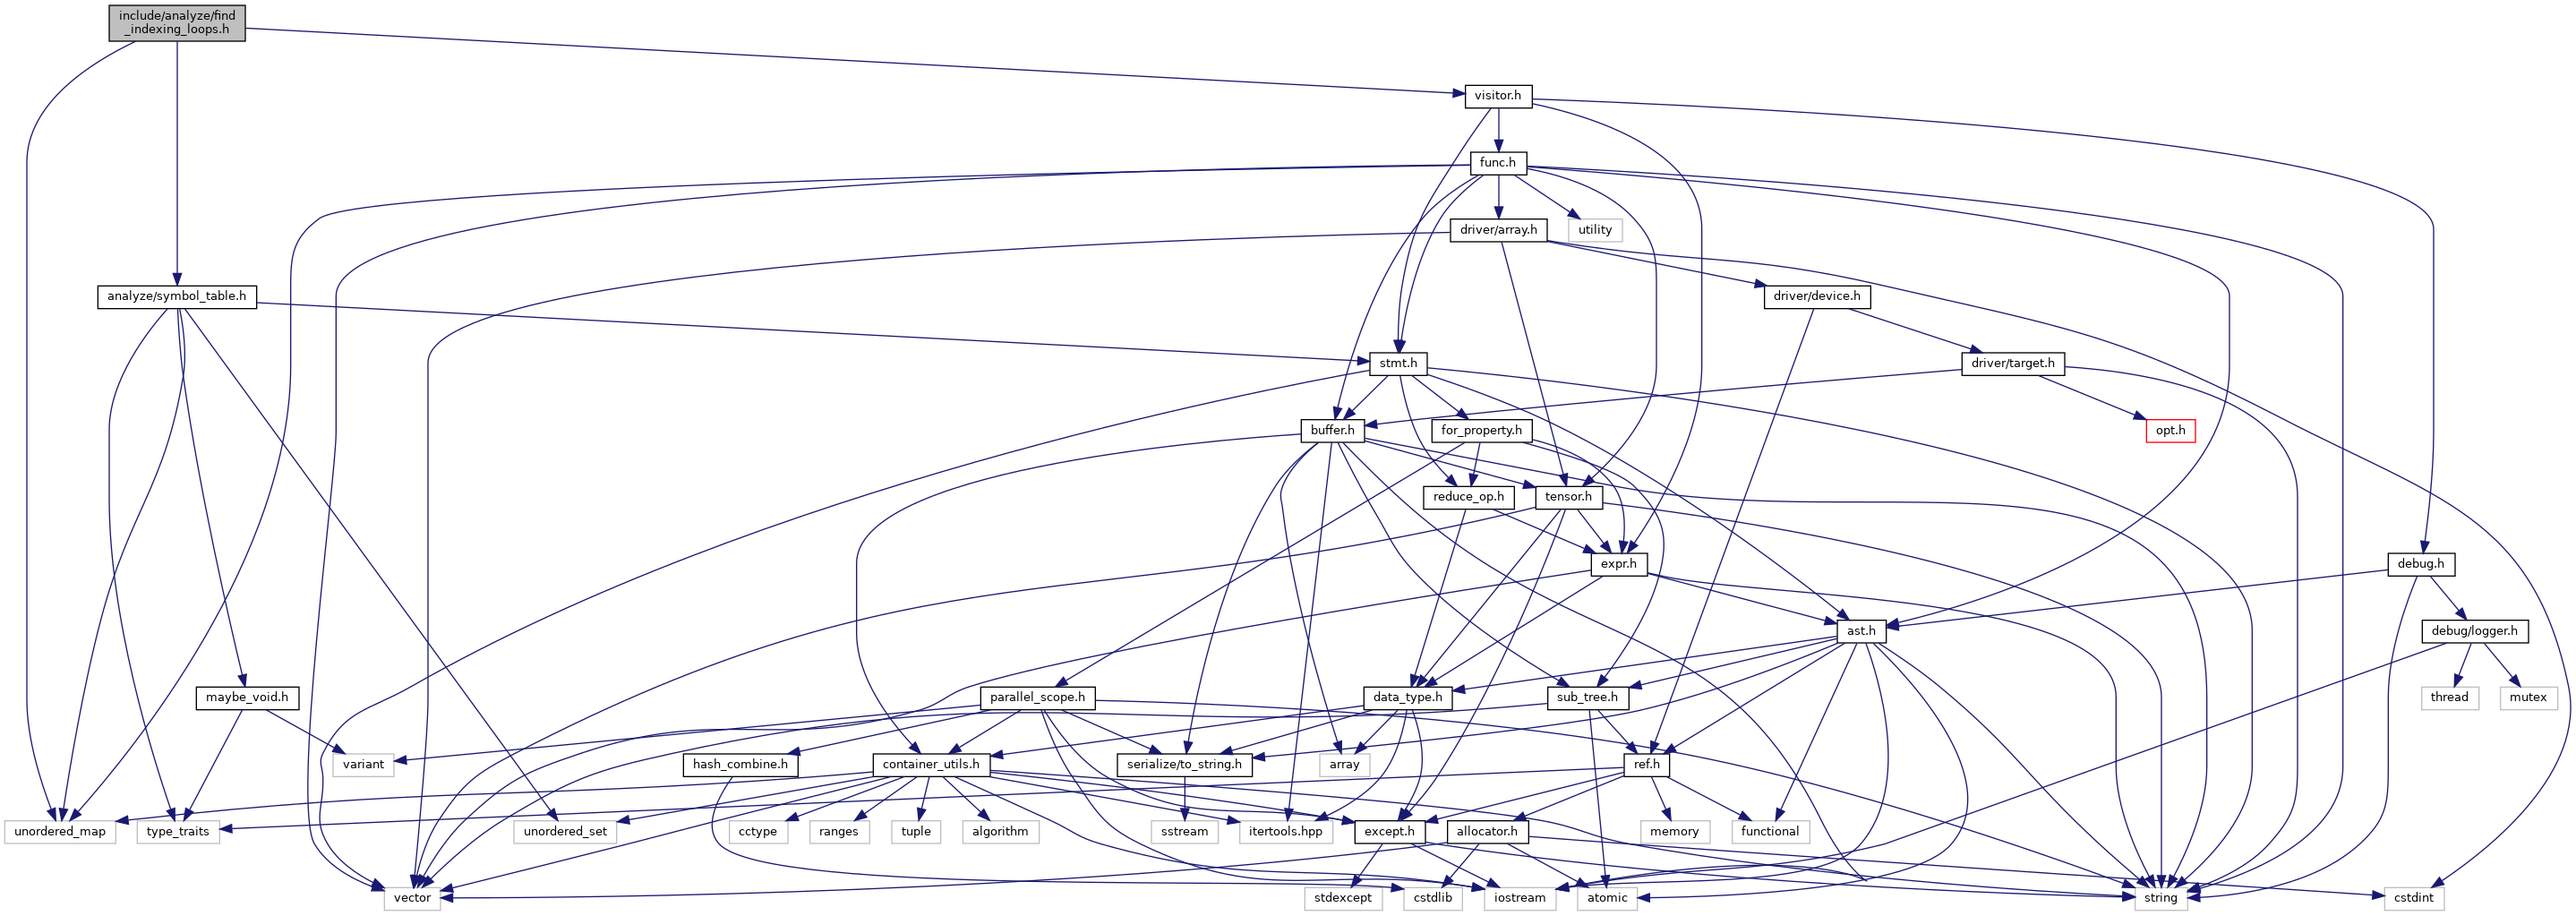 include/analyze/find
_indexing_loops.h
visitor.h
func.h
driver/array.h
utility
analyze/symbol_table.h
driver/device.h
stmt.h
driver/target.h
buffer.h
for_property.h
opt.h
reduce_op.h
tensor.h
expr.h
debug.h
ast.h
debug/logger.h
maybe_void.h
parallel_scope.h
data_type.h
sub_tree.h
thread
mutex
variant
hash_combine.h
container_utils.h
serialize/to_string.h
array
ref.h
unordered_map
type_traits
unordered_set
cctype
ranges
tuple
algorithm
sstream
itertools.hpp
except.h
allocator.h
memory
functional
vector
stdexcept
cstdlib
iostream
atomic
string
cstdint